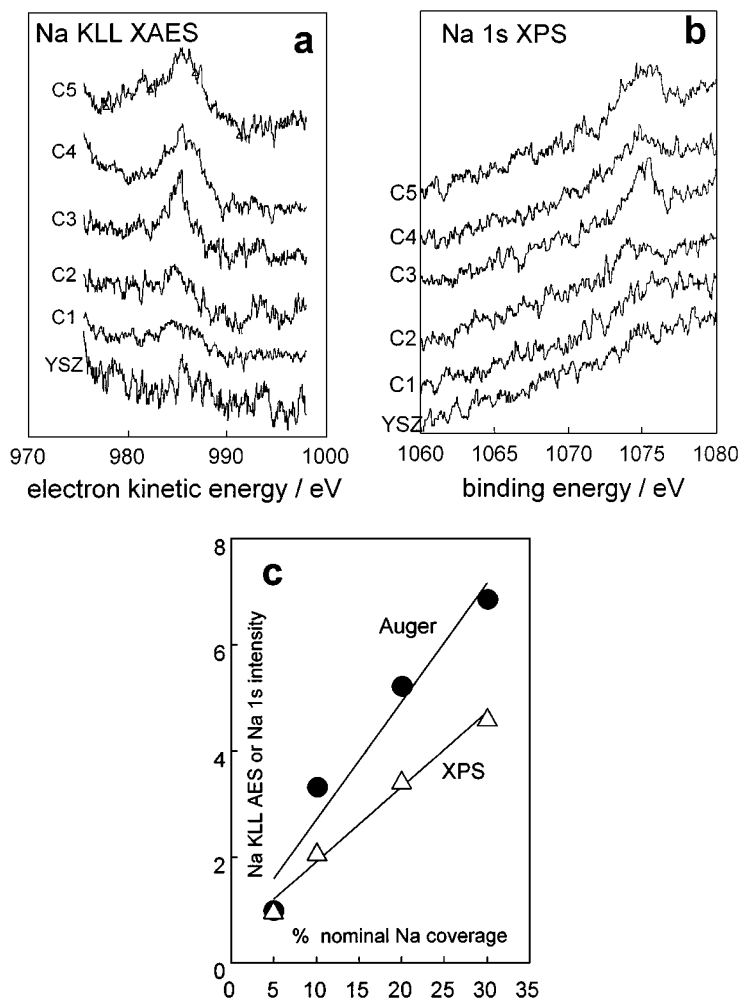 Na KLL XAES
a
C5
C4
C3
C2
C1
YSZ
970 980 990 1000
electron kinetic energy / eV
Na 1s XPS
b
C5
C4
C3
C2
C1
YSZ
1060 1065 1070 1075 1080
binding energy / eV
c
8
6
4
2
0
Na KLL AES or Na 1s intensity
Auger
XPS
% nominal Na coverage
0 5 10 15 20 25 30 35